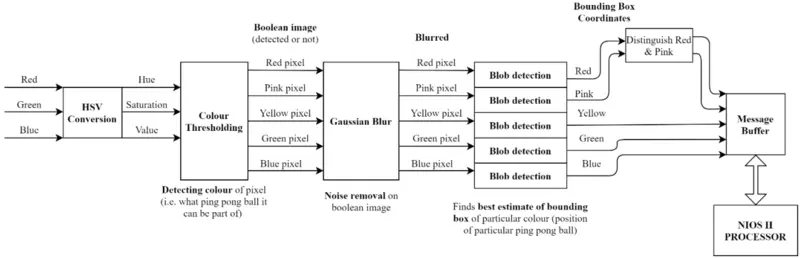 Boolean image
(detected or not)
Blurred
Bounding Box
Coordinates
Red
Green
Blue
HSV
Conversion
Hue
Saturation
Value
Colour
Thresholding
Red pixel
Pink pixel
Yellow pixel
Green pixel
Blue pixel
Gaussian Blur
Red pixel
Pink pixel
Yellow pixel
Green pixel
Blue pixel
Blob detection
Blob detection
Blob detection
Blob detection
Blob detection
Red
Pink
Yellow
Green
Blue
Distinguish Red
& Pink
Message
Buffer
Detecting colour of pixel
(i.e. what ping pong ball it
can be part of)
Noise removal on
boolean image
Finds best estimate of bounding
box of particular colour (position
of particular ping pong ball)
NIOS II
PROCESSOR